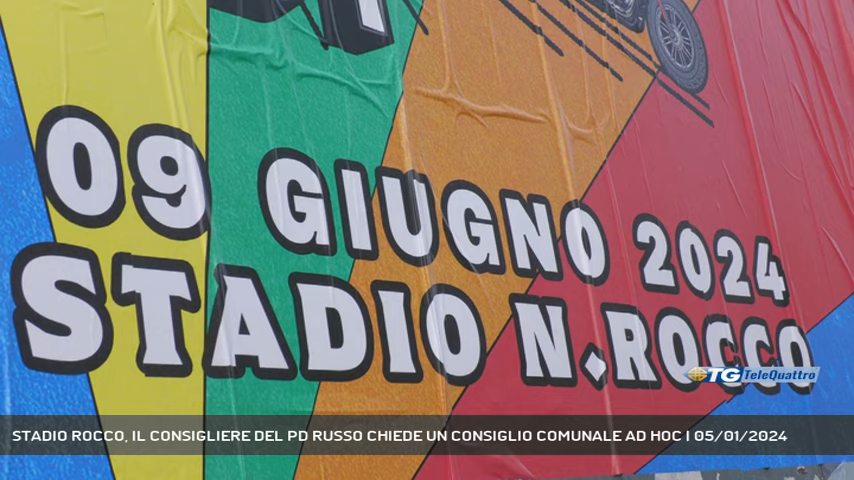 09 GIUGNO 2024
STADIO N.ROCCO
TG TeleQuattro
STADIO ROCCO, IL CONSIGLIERE DEL PD RUSSO CHIEDE UN CONSIGLIO COMUNALE AD HOC | 05/01/2024